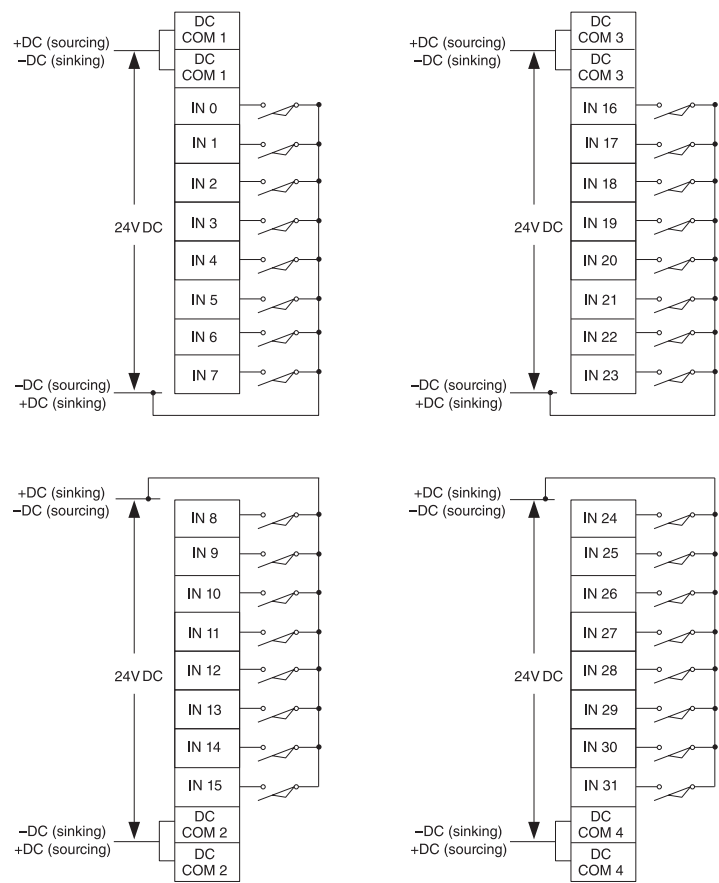 DC
COM 1
+DC (sourcing)
−DC (sinking)
DC
COM 1
IN 0
IN 1
IN 2
IN 3
24V DC
IN 4
IN 5
IN 6
IN 7
−DC (sourcing)
+DC (sinking)
DC
COM 3
+DC (sourcing)
−DC (sinking)
DC
COM 3
IN 16
IN 17
IN 18
IN 19
24V DC
IN 20
IN 21
IN 22
IN 23
−DC (sourcing)
+DC (sinking)
+DC (sinking)
−DC (sourcing)
IN 8
IN 9
IN 10
IN 11
24V DC
IN 12
IN 13
IN 14
IN 15
DC
COM 2
−DC (sinking)
+DC (sourcing)
DC
COM 2
+DC (sinking)
−DC (sourcing)
IN 24
IN 25
IN 26
IN 27
24V DC
IN 28
IN 29
IN 30
IN 31
DC
COM 4
−DC (sinking)
+DC (sourcing)
DC
COM 4